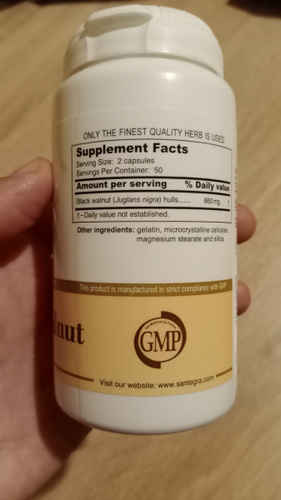 ONLY THE FINEST QUALITY HERB IS USED
Supplement Facts
Serving Size: 2 capsules
Servings Per Container: 50
Amount per serving % Daily value
Black walnut (Juglans nigra) hulls...... 860 mg †
†–Daily value not established.
Other ingredients: gelatin, microcrystalline cellulose,
magnesium stearate and silica.
This product is manufactured in strict compliance with GMP
lnut
GMP
Visit our website: www.santegra.com